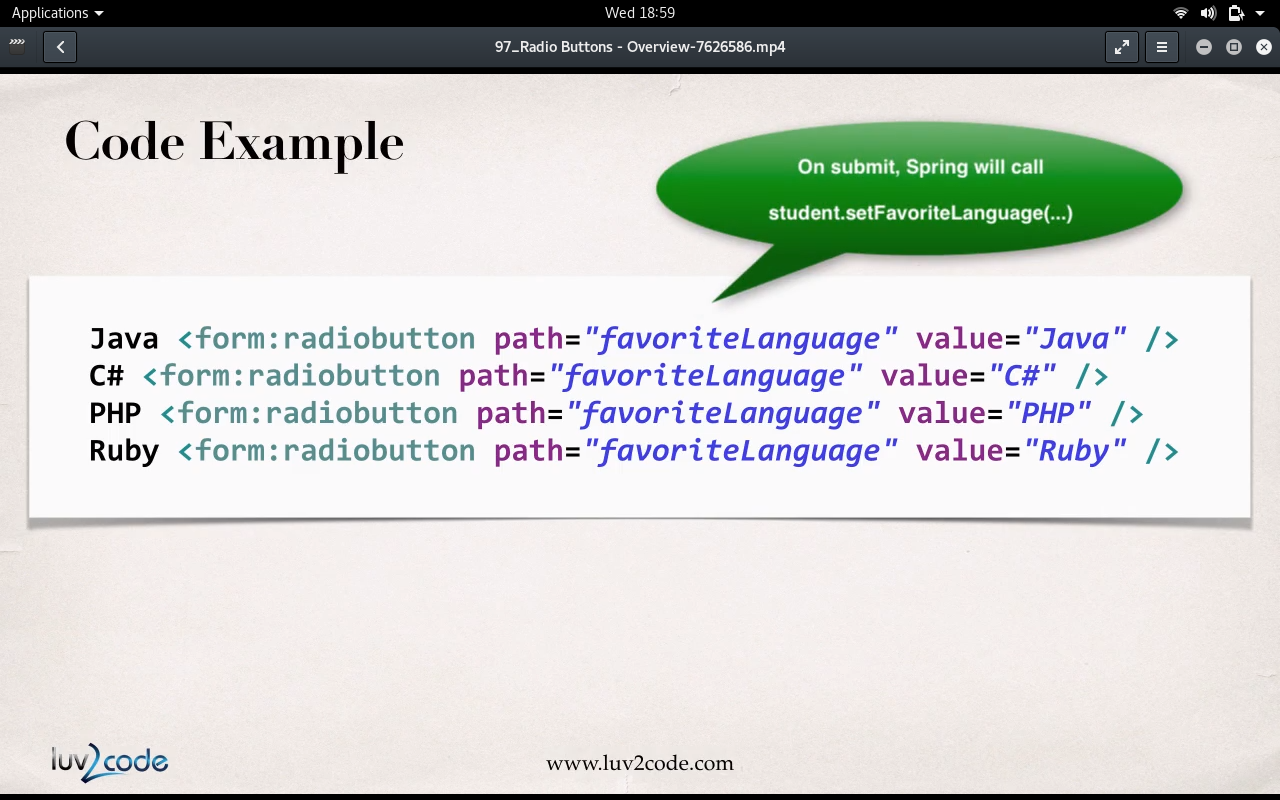 Applications
Wed 18:59
97_Radio Buttons - Overview-7626586.mp4
Code Example
On submit, Spring will call
student.setFavoriteLanguage(...)
Java <form:radiobutton path="favoriteLanguage" value="Java" />
C# <form:radiobutton path="favoriteLanguage" value="C#" />
PHP <form:radiobutton path="favoriteLanguage" value="PHP" />
Ruby <form:radiobutton path="favoriteLanguage" value="Ruby" />
luv2code
www.luv2code.com